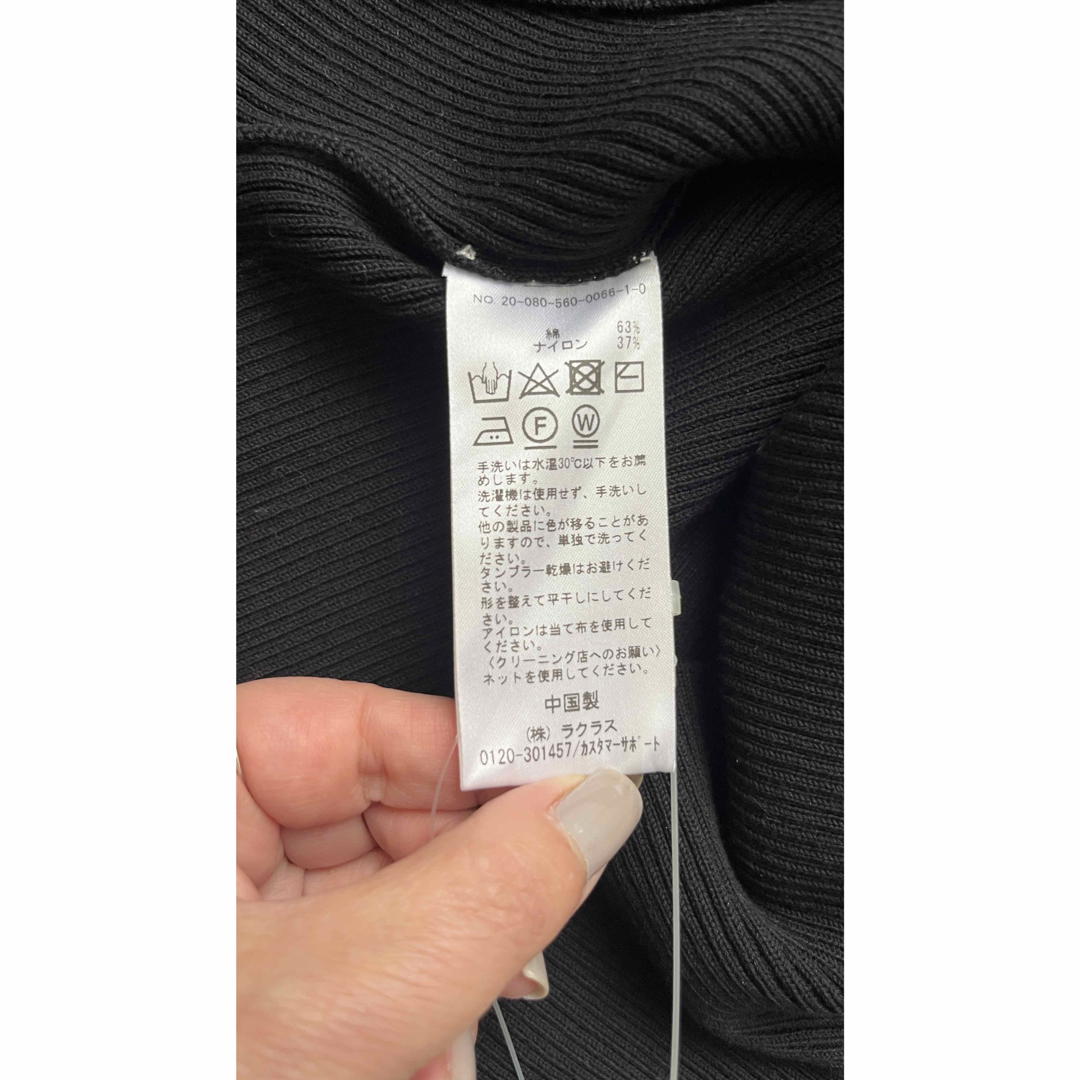 NO. 20-080-560-0066-1-0
綿 63%
ナイロン 37%
F W
手洗いは水温30℃以下をお薦
めします。
洗濯機は使用せず、手洗いし
てください。
他の製品に色が移ることがあ
りますので、単独で洗ってく
ださい。
タンブラー乾燥はお避けくだ
さい。
形を整えて平干しにしてくだ
さい。
アイロンは当て布を使用して
ください。
〈クリーニング店へのお願い〉
ネットを使用してください。
中国製
(株) ラクラス
0120-301457/カスタマーサポート